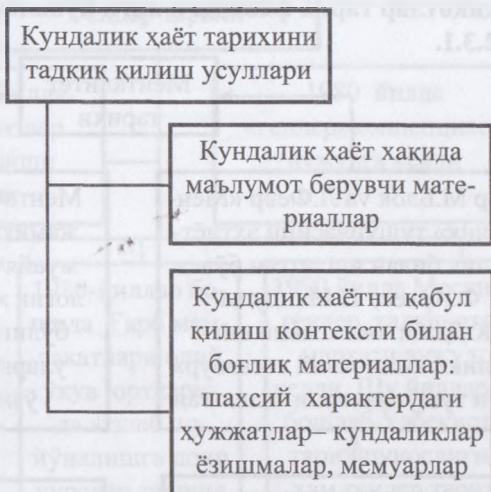 Кундалик ҳаёт тарихини
тадқиқ қилиш усуллари
Кундалик ҳаёт ҳақида
маълумот берувчи мате-
риаллар
Кундалик ҳаётни қабул
қилиш контексти билан
боғлиқ материаллар:
шахсий характердаги
ҳужжатлар– кундаликлар
ёзишмалар, мемуарлар